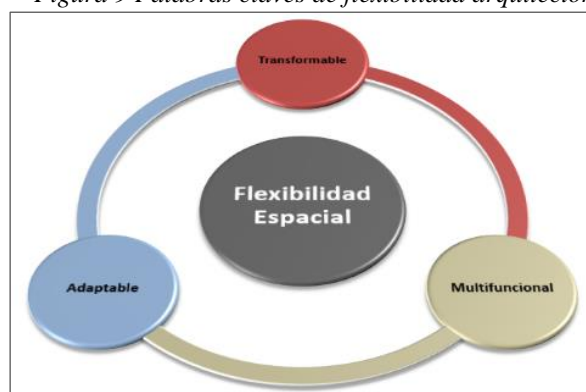 Figura 9 Palabras claves de flexibilidad
Transformable
Flexibilidad
Espacial
Adaptable
Multifuncional